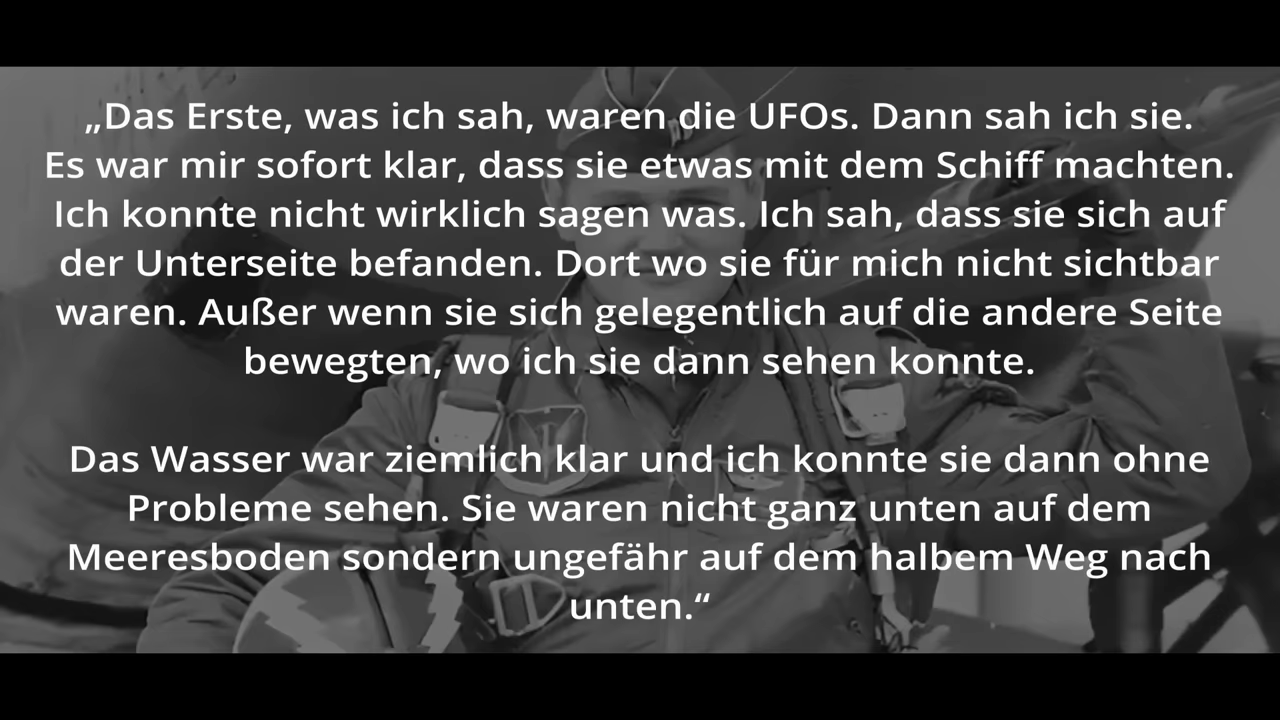 „Das Erste, was ich sah, waren die UFOs. Dann sah ich sie.
Es war mir sofort klar, dass sie etwas mit dem Schiff machten.
Ich konnte nicht wirklich sagen was. Ich sah, dass sie sich auf
der Unterseite befanden. Dort wo sie für mich nicht sichtbar
waren. Außer wenn sie sich gelegentlich auf die andere Seite
bewegten, wo ich sie dann sehen konnte.
Das Wasser war ziemlich klar und ich konnte sie dann ohne
Probleme sehen. Sie waren nicht ganz unten auf dem
Meeresboden sondern ungefähr auf dem halbem Weg nach
unten.“